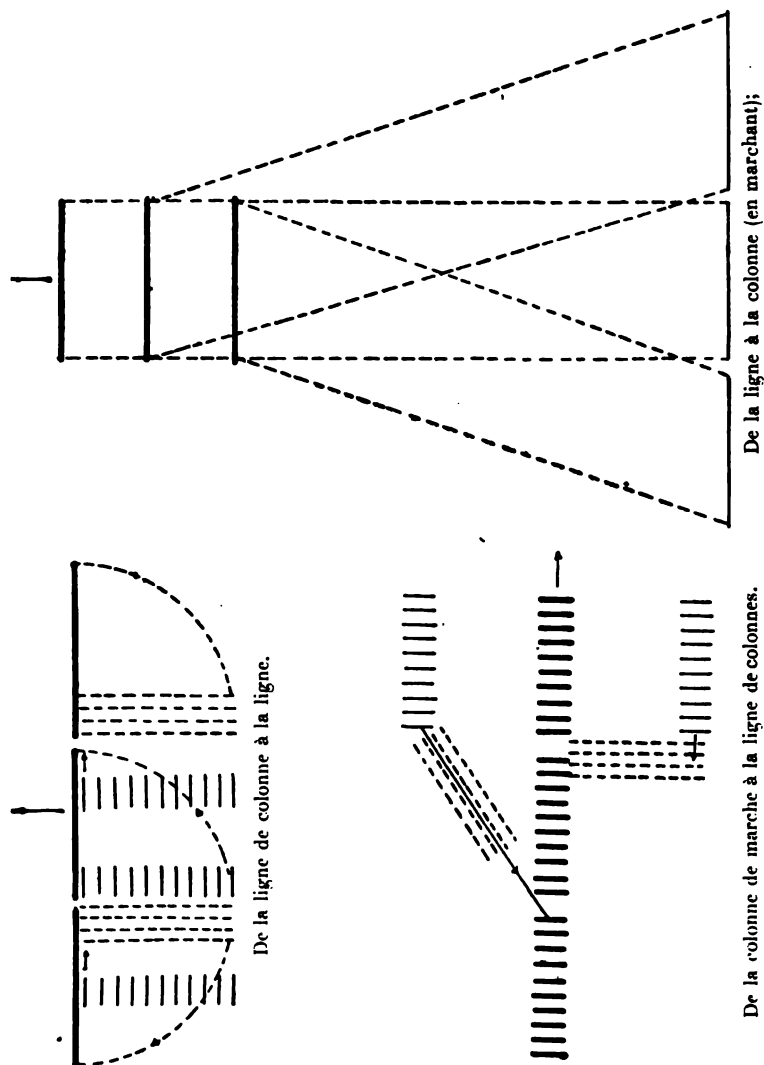 De la ligne de colonne à la ligne.
De la colonne de marche à la ligne de colonnes.
De la ligne à la colonne (en marchant);